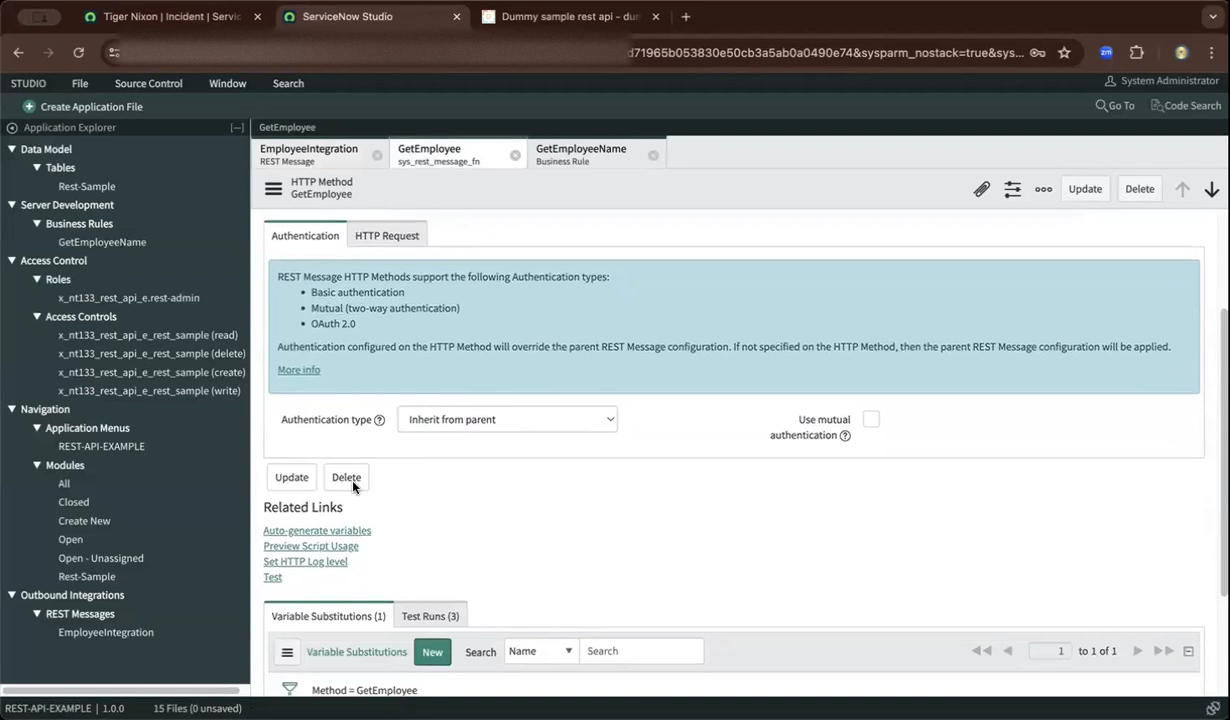 Tiger Nixon | Incident | Servic
ServiceNow Studio
Dummy sample rest api - du
d71965b053830e50cb3a5ab0a0490e74&sysparm_nostack=true&sys...
zm
STUDIO File Source Control Window Search
System Administrator
Create Application File
Go To Code Search
Application Explorer
[—]
Data Model
Tables
Rest-Sample
Server Development
Business Rules
GetEmployeeName
Access Control
Roles
x_nt133_rest_api_e.rest-admin
Access Controls
x_nt133_rest_api_e_rest_sample (read)
x_nt133_rest_api_e_rest_sample (delete)
x_nt133_rest_api_e_rest_sample (create)
x_nt133_rest_api_e_rest_sample (write)
Navigation
Application Menus
REST-API-EXAMPLE
Modules
All
Closed
Create New
Open
Open - Unassigned
Rest-Sample
Outbound Integrations
REST Messages
EmployeeIntegration
GetEmployee
EmployeeIntegration
REST Message
GetEmployee
sys_rest_message_fn
GetEmployeeName
Business Rule
HTTP Method
GetEmployee
Update Delete
Authentication HTTP Request
REST Message HTTP Methods support the following Authentication types:
• Basic authentication
• Mutual (two-way authentication)
• OAuth 2.0
Authentication configured on the HTTP Method will override the parent REST Message configuration. If not specified on the HTTP Method, then the parent REST Message configuration will be applied.
More info
Authentication type Inherit from parent
Use mutual
authentication
Update Delete
Related Links
Auto-generate variables
Preview Script Usage
Set HTTP Log level
Test
Variable Substitutions (1) Test Runs (3)
Variable Substitutions New Search Name Search 1 to 1 of 1
Method = GetEmployee
REST-API-EXAMPLE | 1.0.0 15 Files (0 unsaved)